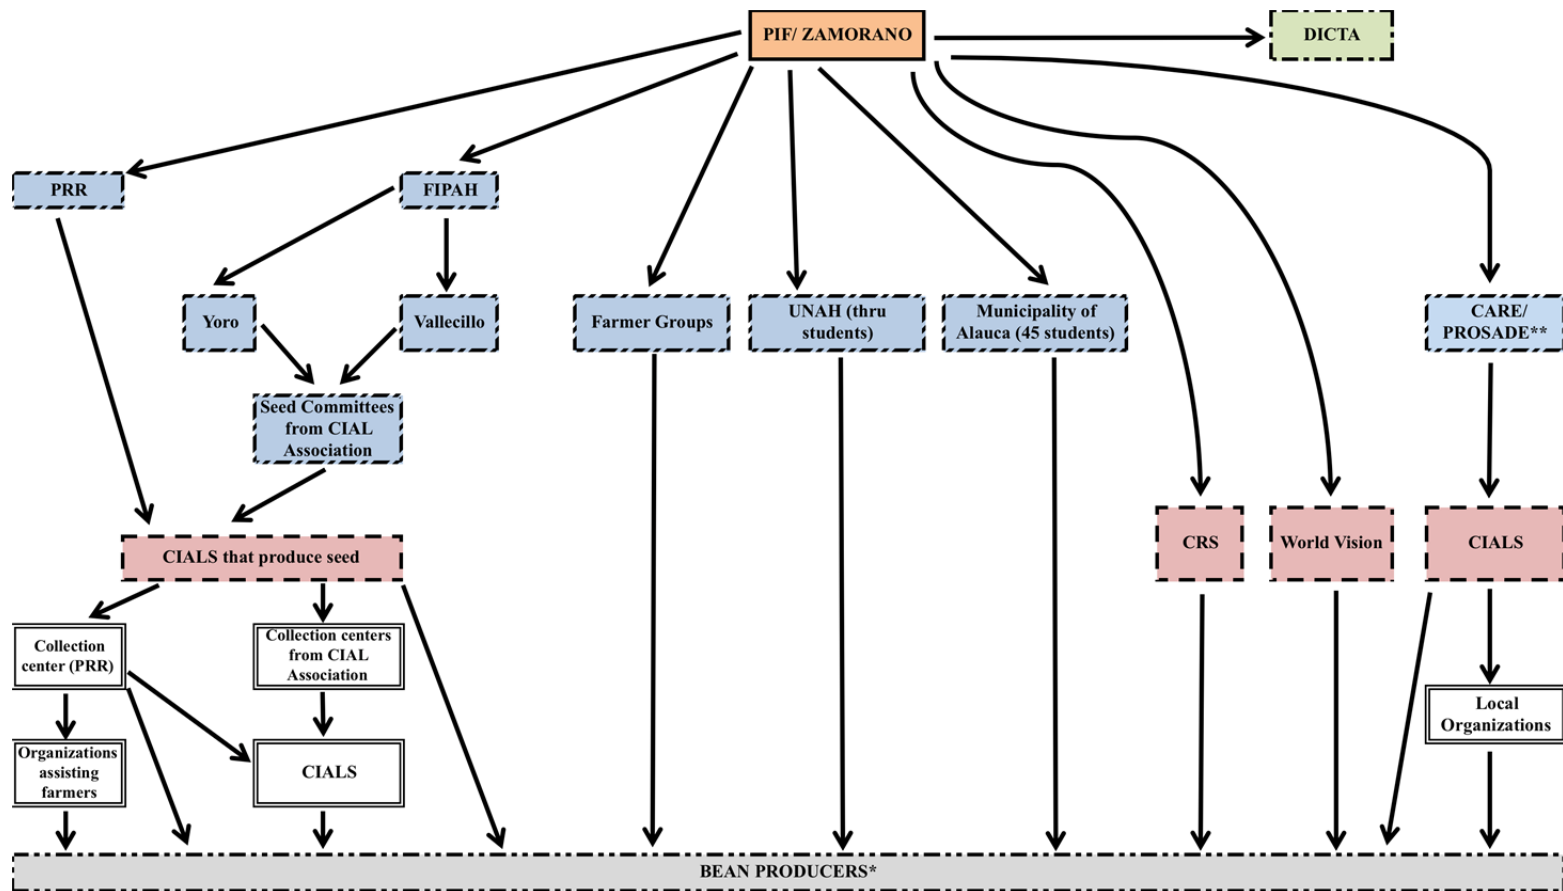 PIF/ ZAMORANO
DICTA
PRR
FIPAH
Yoro
Vallecillo
Farmer Groups
UNAH (thru
students)
Municipality of
Alauca (45 students)
CARE/
PROSADE**
Seed Committees
from CIAL
Association
CIALS that produce seed
CRS
World Vision
CIALS
Collection
center (PRR)
Collection centers
from CIAL
Association
Local
Organizations
Organizations
assisting
farmers
CIALS
BEAN PRODUCERS*